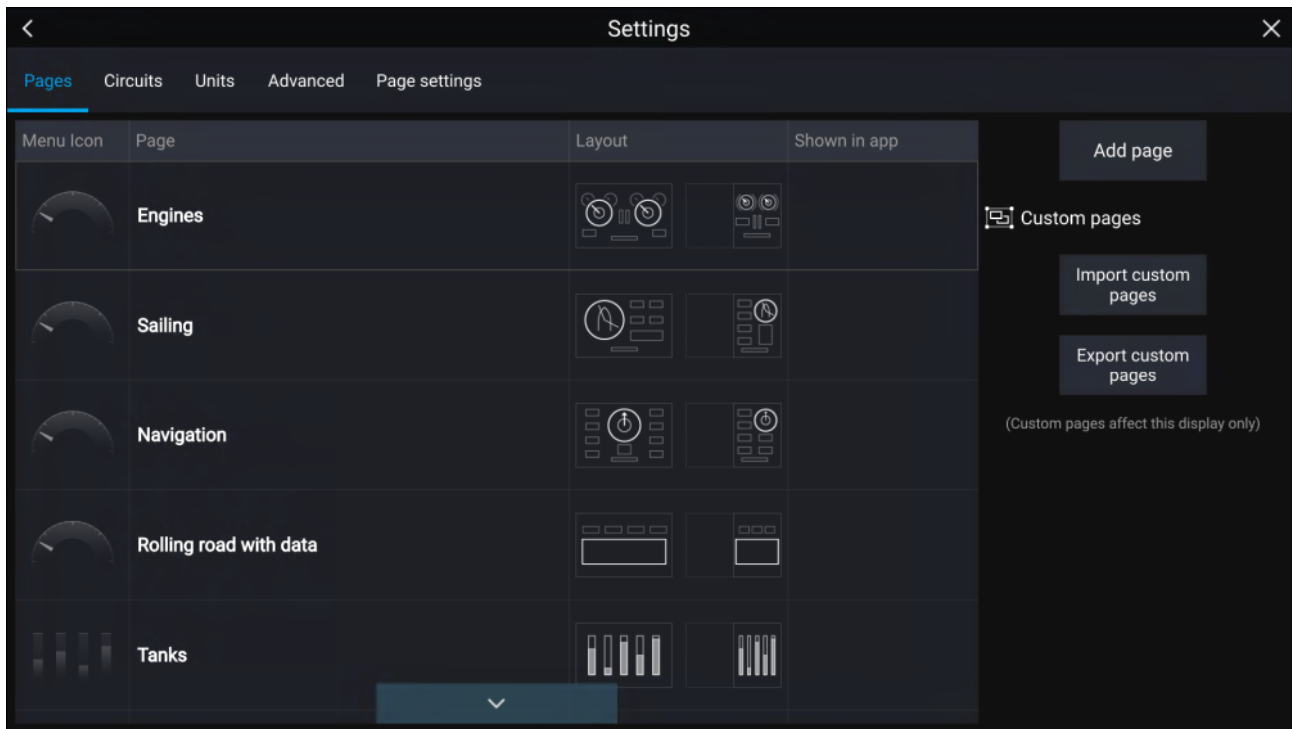 Settings
Pages Circuits Units Advanced Page settings
Menu Icon Page Layout Shown in app
Add page
Engines
Custom pages
Import custom
pages
Sailing
Export custom
pages
(Custom pages affect this display only)
Navigation
Rolling road with data
Tanks